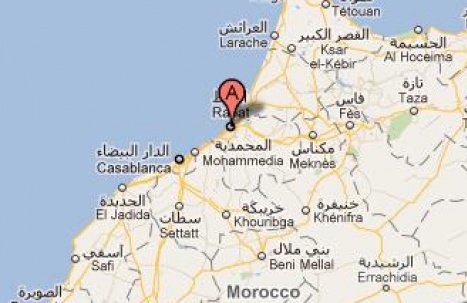 تطوان
Tétouan
العرائش
Larache
القصر الكبير
Ksar
el-Kébir
الحسيمة
Al Hoceima
A
Rabat
تازة
Taza
فاس
Fès
مكناس
Meknès
المحمدية
Mohammedia
الدار البيضاء
Casablanca
الجديدة
El Jadida
سطات
Settatt
خريبكة
Khouribga
خنيفرة
Khénifra
آسفي
Safi
بني ملال
Beni Mellal
الرشيدية
Errachidia
الصويرة
Morocco